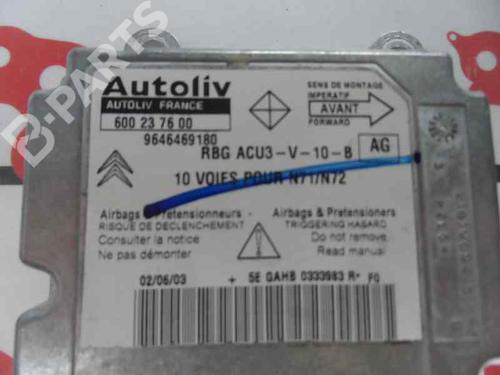 B-PARTS
Autoliv
AUTOLIV FRANCE
600 23 76 00
9646469180
SENS DE MONTAGE
IMPERATIF
AVANT
FORWARD
RBG ACU3-V-10-B AG
10 VOIES POUR N71/N72
Airbags & Pretensionneurs
RISQUE DE DECLENCHEMENT
Consulter la notice
Ne pas démonter
Airbags & Pretensioners
TRIGGERING HASARD
Do not remove
Read manual
02/06/03 + 5E GAHB 0333983 R- F0